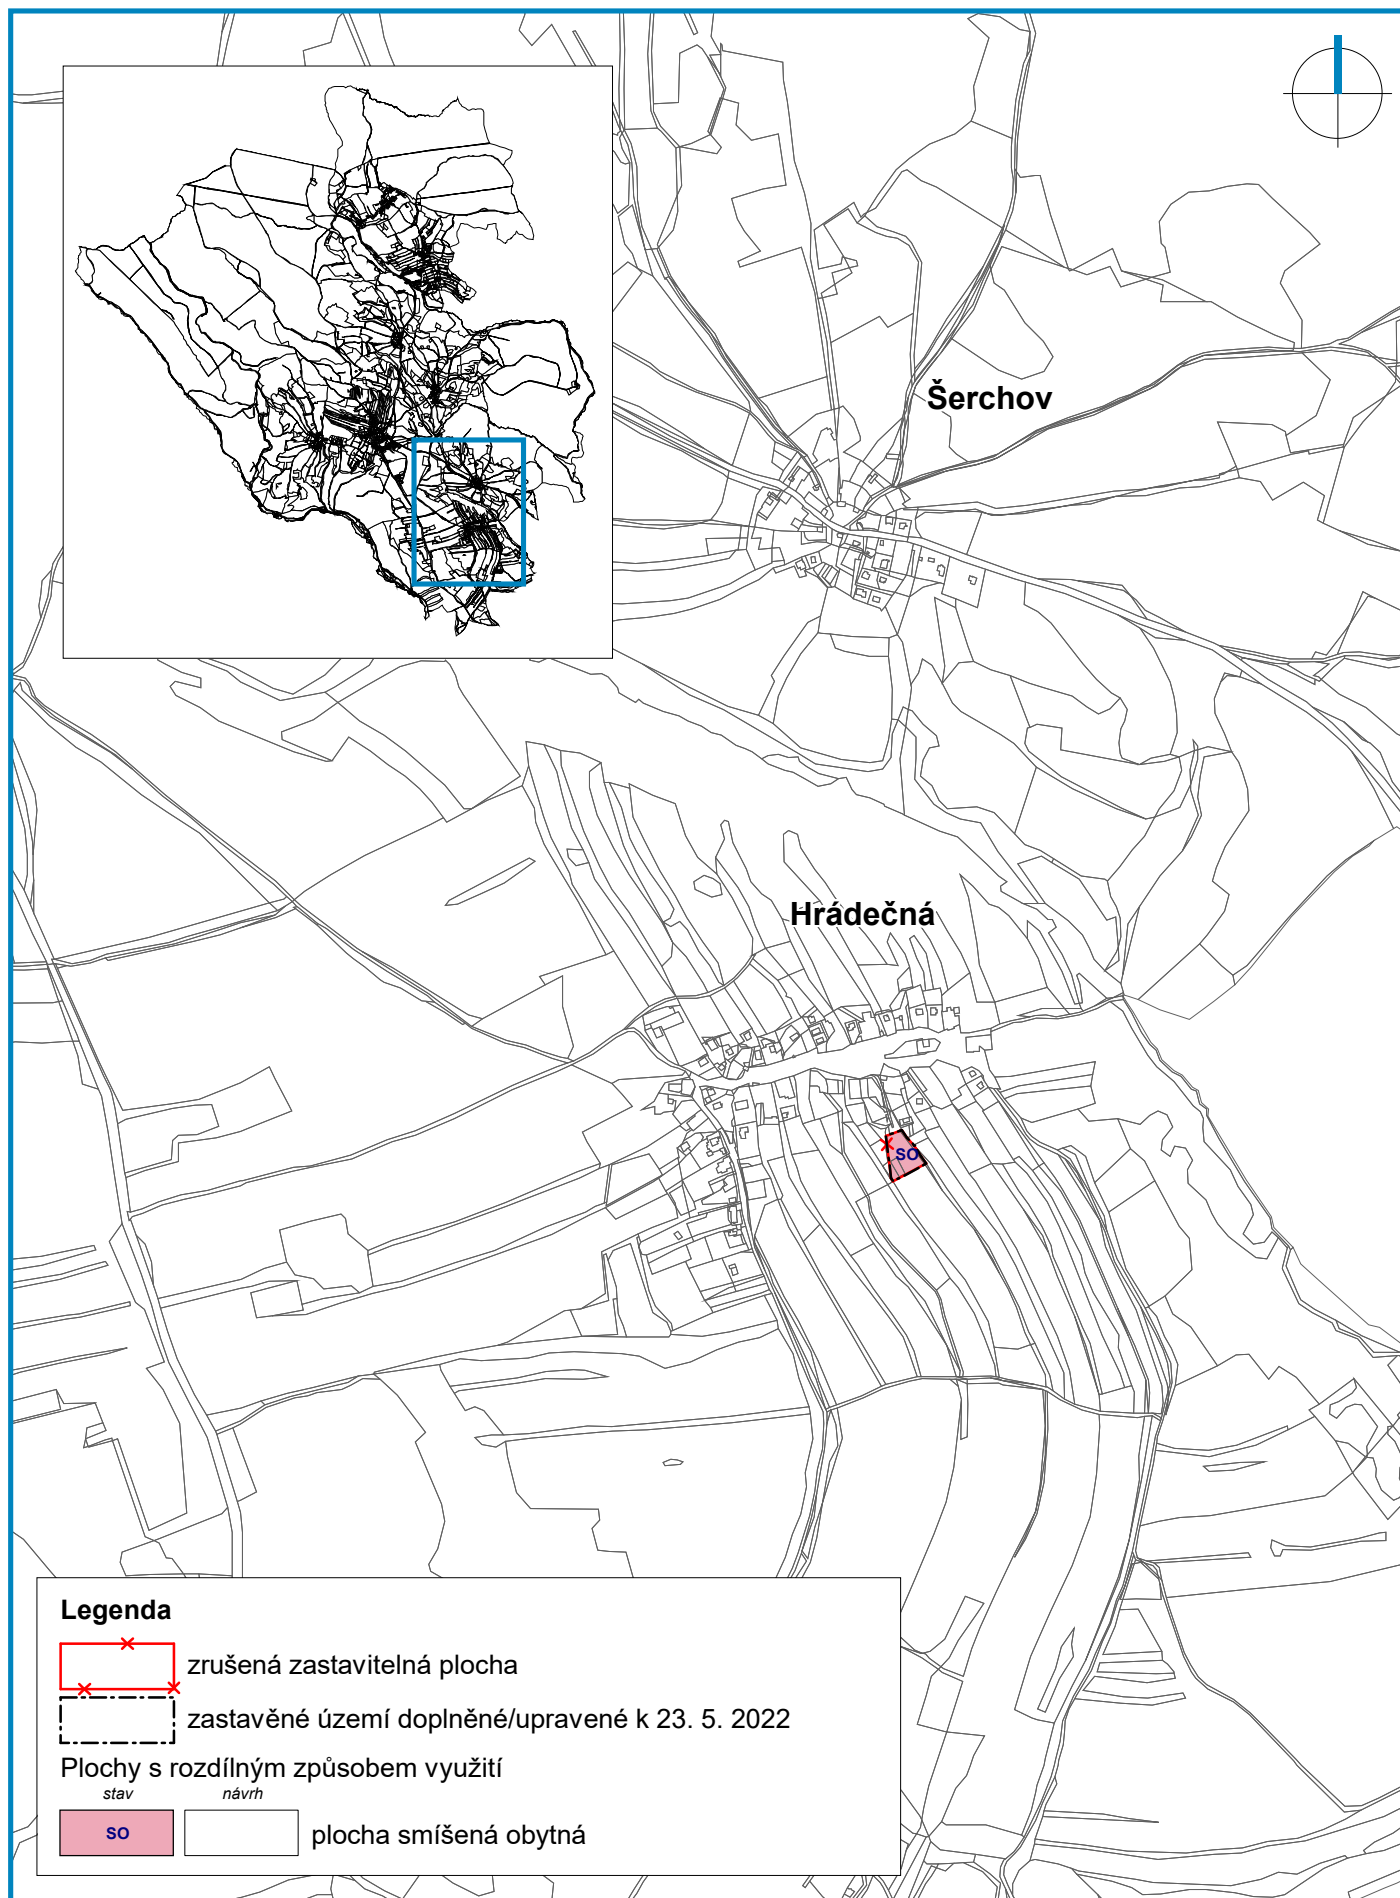 Šerchov
Hrádečná
SO
Legenda
zrušená zastavitelná plocha
zastavěné území doplněné/upravené k 23. 5. 2022
Plochy s rozdílným způsobem využití
stav návrh
SO plocha smíšená obytná